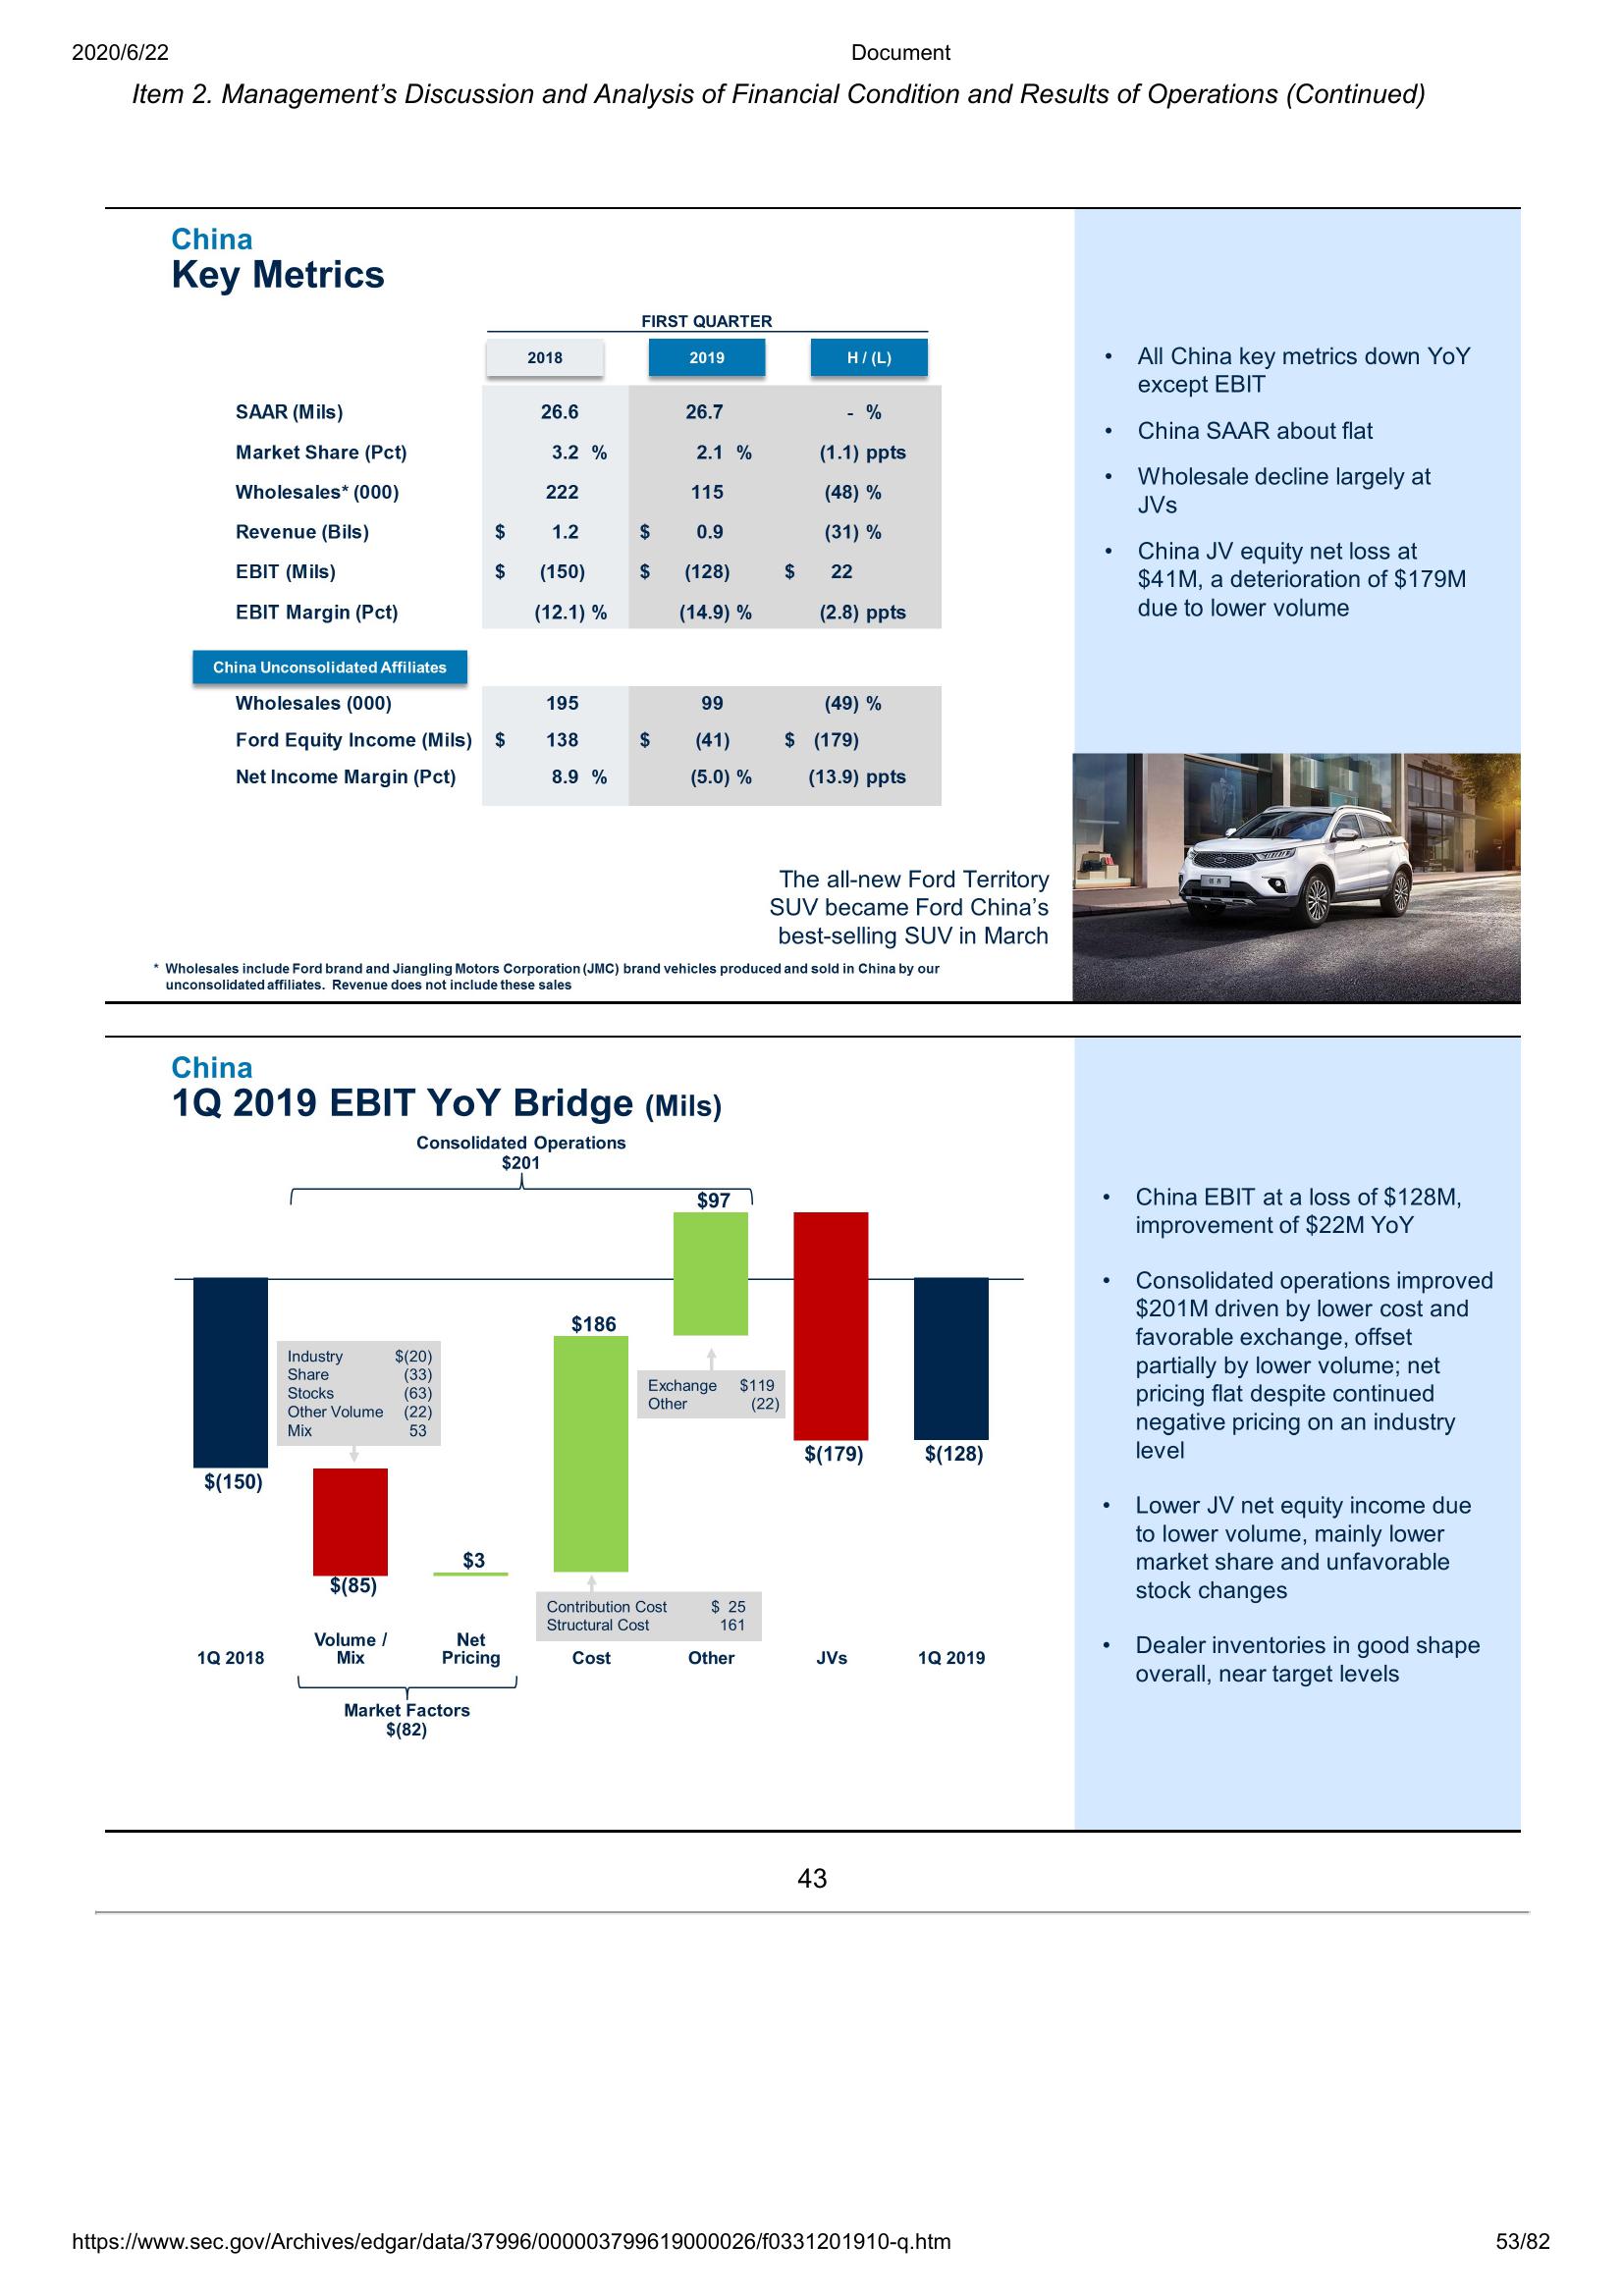 2020/6/22 Document
Item 2. Management’s Discussion and Analysis of Financial Condition and Results of Operations (Continued)
China
Key Metrics
FIRST QUARTER
2018 2019 H / (L)
SAAR (Mils) 26.6 26.7 - %
Market Share (Pct) 3.2 % 2.1 % (1.1) ppts
Wholesales* (000) 222 115 (48) %
Revenue (Bils) $ 1.2 $ 0.9 (31) %
EBIT (Mils) $ (150) $ (128) $ 22
EBIT Margin (Pct) (12.1) % (14.9) % (2.8) ppts
China Unconsolidated Affiliates
Wholesales (000) 195 99 (49) %
Ford Equity Income (Mils) $ 138 $ (41) $ (179)
Net Income Margin (Pct) 8.9 % (5.0) % (13.9) ppts
The all-new Ford Territory
SUV became Ford China’s
best-selling SUV in March
* Wholesales include Ford brand and Jiangling Motors Corporation (JMC) brand vehicles produced and sold in China by our
unconsolidated affiliates. Revenue does not include these sales
• All China key metrics down YoY
except EBIT
• China SAAR about flat
• Wholesale decline largely at
JVs
• China JV equity net loss at
$41M, a deterioration of $179M
due to lower volume
China
1Q 2019 EBIT YoY Bridge (Mils)
Consolidated Operations
$201
$97
$186
Industry $(20)
Share (33)
Stocks (63)
Other Volume (22)
Mix 53
Exchange $119
Other (22)
$(150)
$(179)
$(128)
$3
$(85)
Contribution Cost $ 25
Structural Cost 161
1Q 2018
Volume /
Mix
Net
Pricing
Cost
Other
JVs
1Q 2019
Market Factors
$(82)
• China EBIT at a loss of $128M,
improvement of $22M YoY
• Consolidated operations improved
$201M driven by lower cost and
favorable exchange, offset
partially by lower volume; net
pricing flat despite continued
negative pricing on an industry
level
• Lower JV net equity income due
to lower volume, mainly lower
market share and unfavorable
stock changes
• Dealer inventories in good shape
overall, near target levels
43
https://www.sec.gov/Archives/edgar/data/37996/000003799619000026/f0331201910-q.htm 53/82